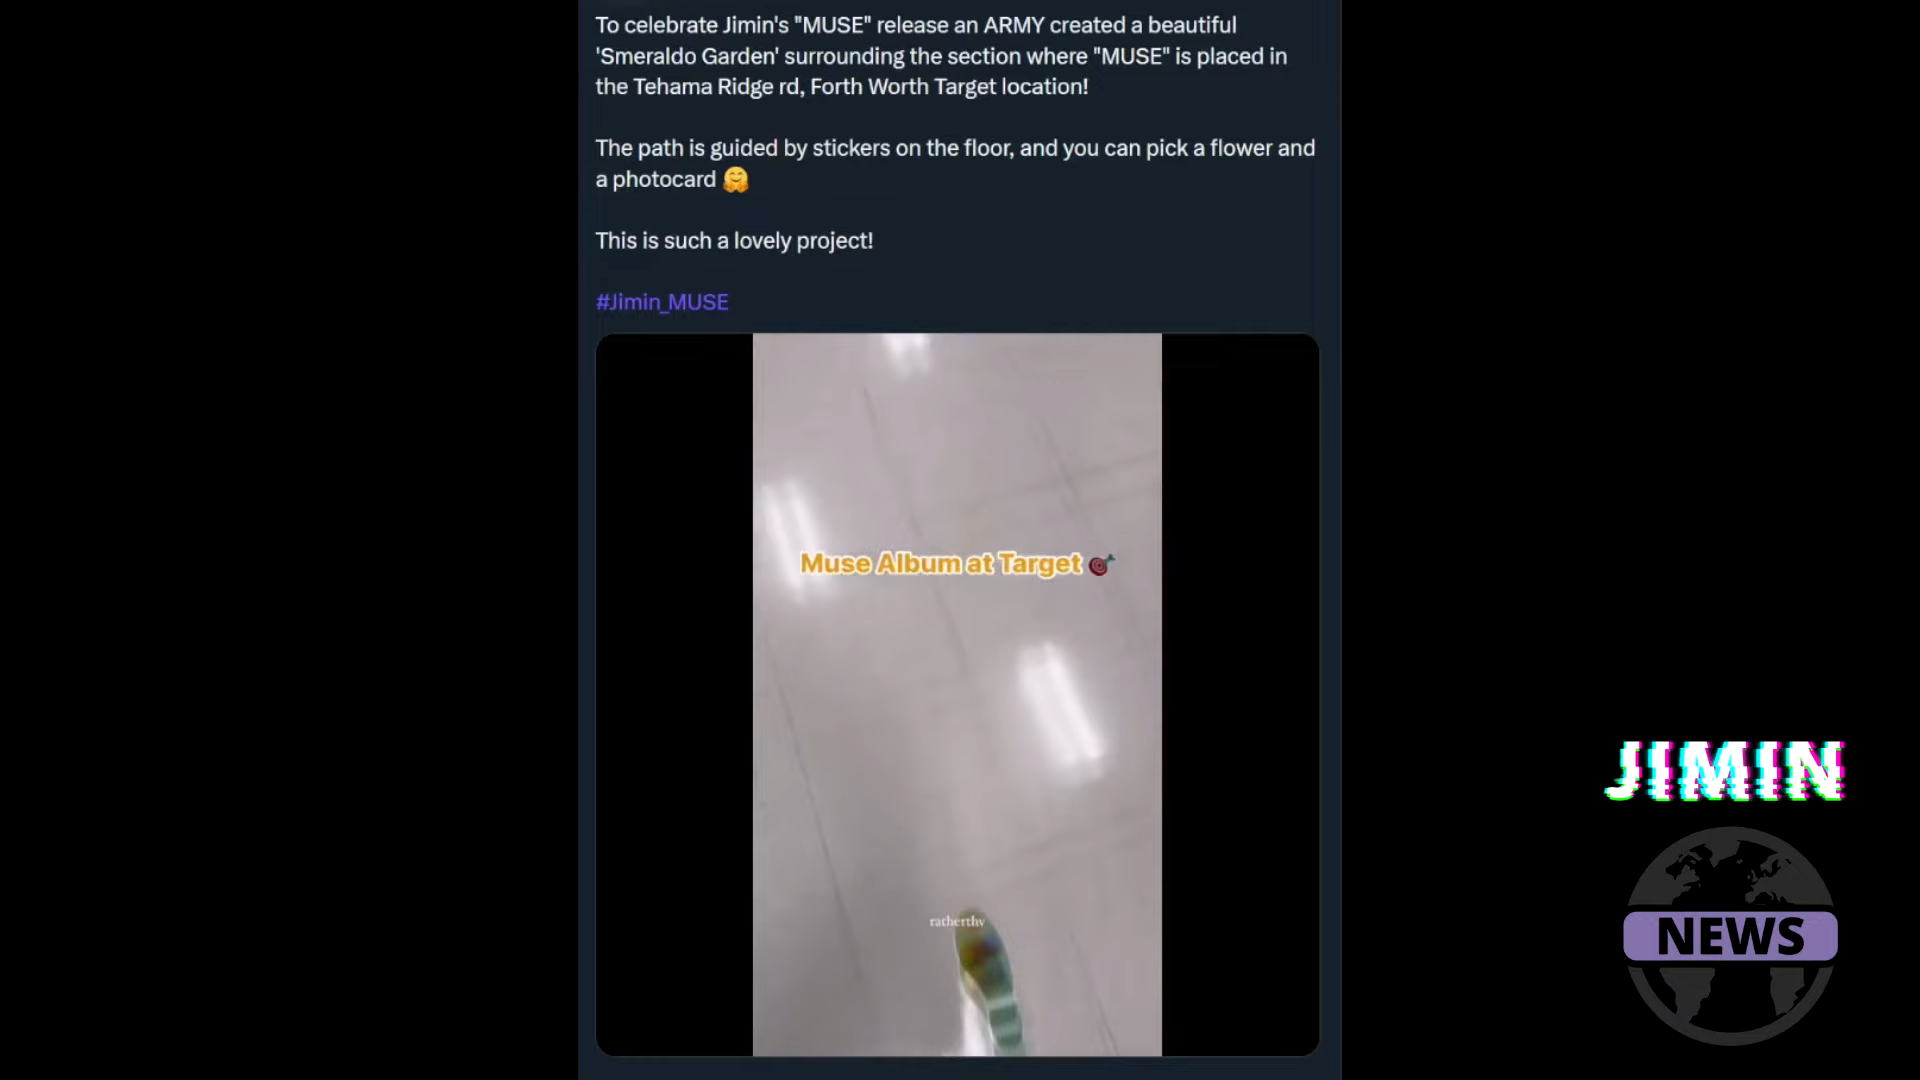 To celebrate Jimin's "MUSE" release an ARMY created a beautiful
'Smeraldo Garden' surrounding the section where "MUSE" is placed in
the Tehama Ridge rd, Forth Worth Target location!
The path is guided by stickers on the floor, and you can pick a flower and
a photocard 🤗
This is such a lovely project!
#Jimin_MUSE
Muse Album at Target 🎯
ratherthv
JIMIN
NEWS